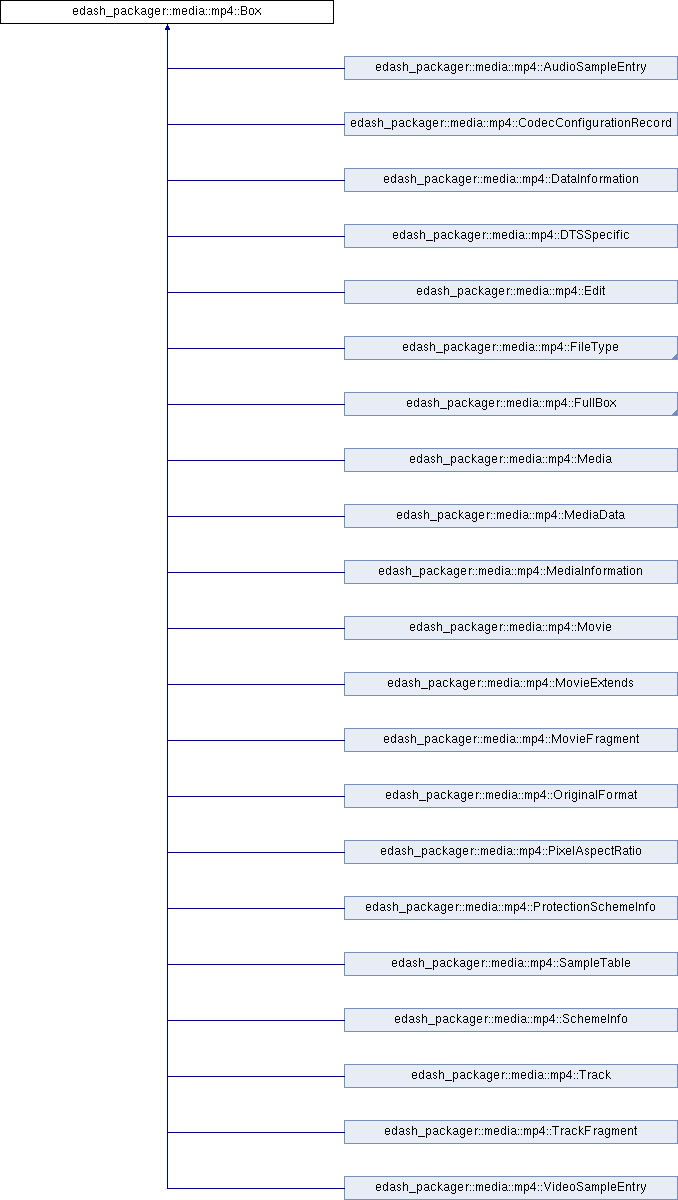 edash_packager::media::mp4::Box
edash_packager::media::mp4::AudioSampleEntry
edash_packager::media::mp4::CodecConfigurationRecord
edash_packager::media::mp4::DataInformation
edash_packager::media::mp4::DTSSpecific
edash_packager::media::mp4::Edit
edash_packager::media::mp4::FileType
edash_packager::media::mp4::FullBox
edash_packager::media::mp4::Media
edash_packager::media::mp4::MediaData
edash_packager::media::mp4::MediaInformation
edash_packager::media::mp4::Movie
edash_packager::media::mp4::MovieExtends
edash_packager::media::mp4::MovieFragment
edash_packager::media::mp4::OriginalFormat
edash_packager::media::mp4::PixelAspectRatio
edash_packager::media::mp4::ProtectionSchemeInfo
edash_packager::media::mp4::SampleTable
edash_packager::media::mp4::SchemeInfo
edash_packager::media::mp4::Track
edash_packager::media::mp4::TrackFragment
edash_packager::media::mp4::VideoSampleEntry